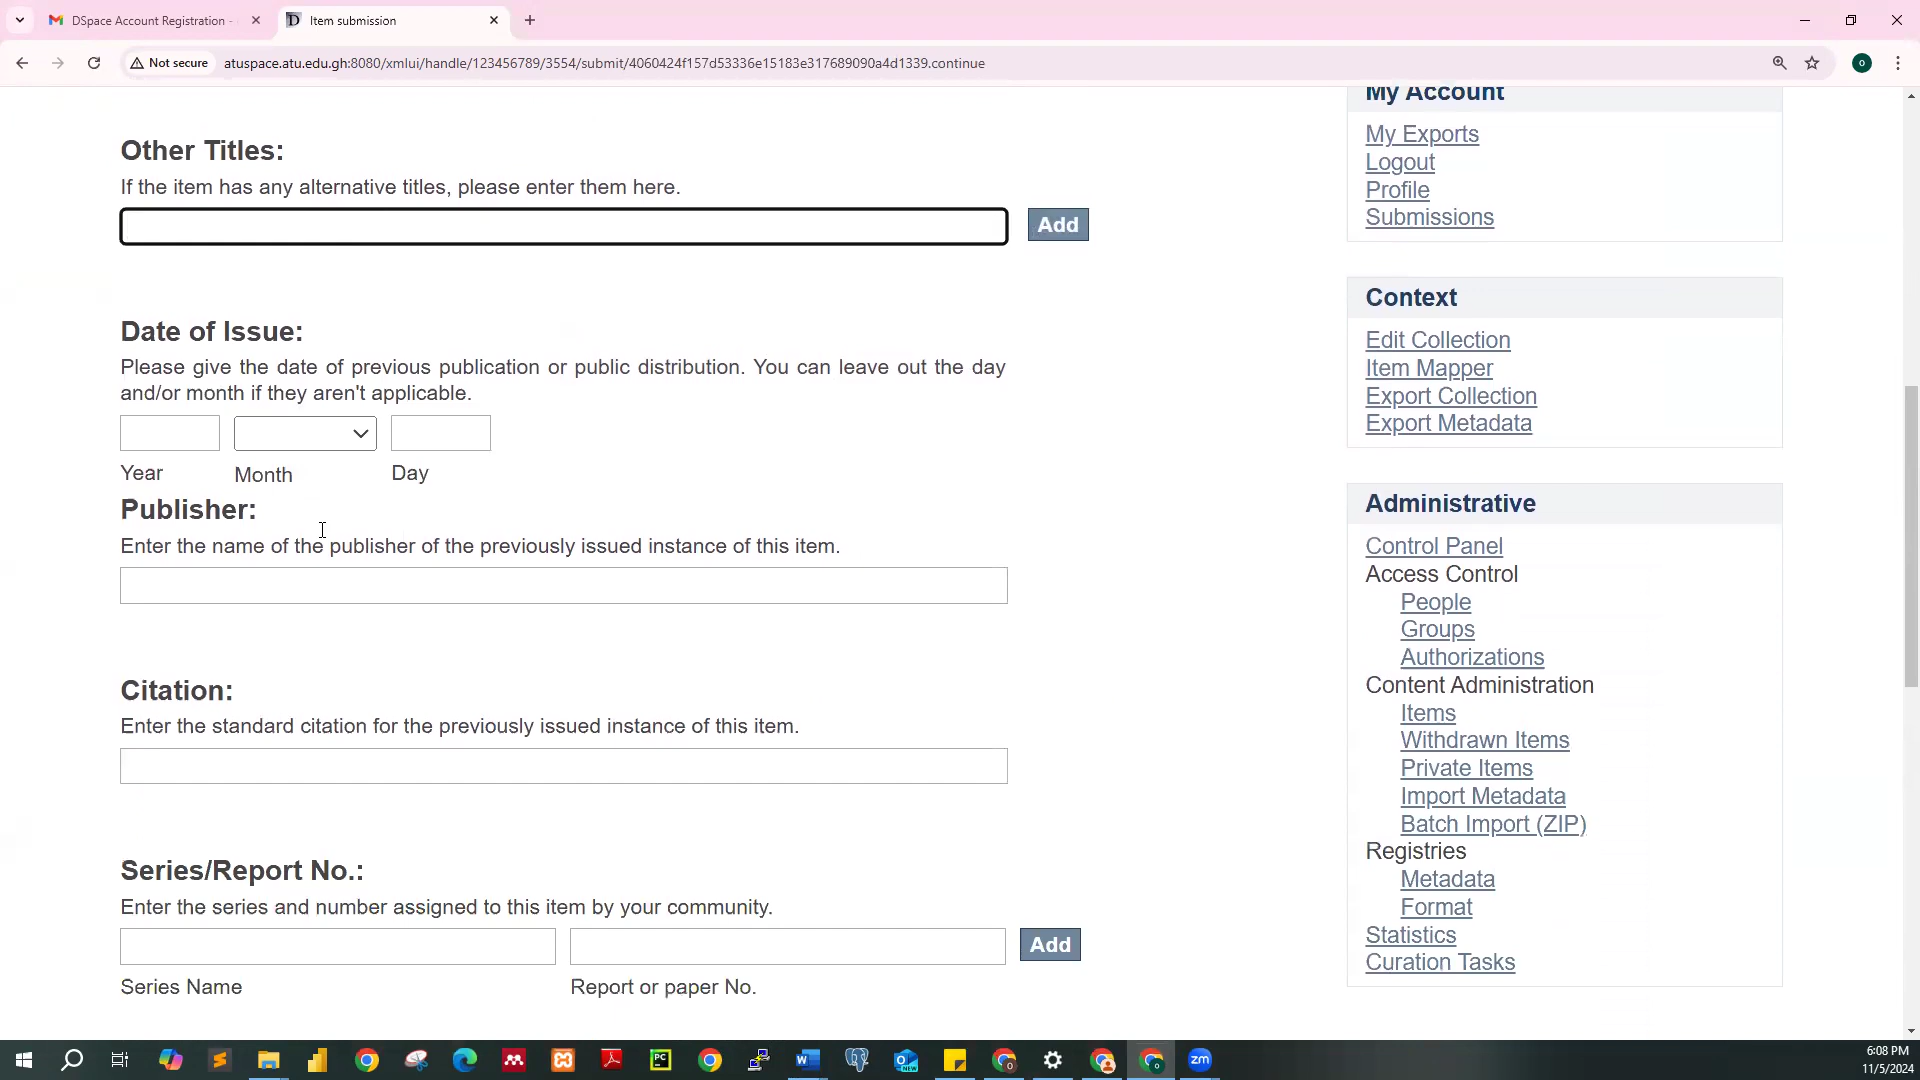 DSpace Account Registration -
Item submission
Not secure
atuspace.atu.edu.gh:8080/xmlui/handle/123456789/3554/submit/4060424f157d53336e15183e317689090a4d1339.continue
Other Titles:
If the item has any alternative titles, please enter them here.
Add
Date of Issue:
Please give the date of previous publication or public distribution. You can leave out the day
and/or month if they aren't applicable.
Year
Month
Day
Publisher:
Enter the name of the publisher of the previously issued instance of this item.
Citation:
Enter the standard citation for the previously issued instance of this item.
Series/Report No.:
Enter the series and number assigned to this item by your community.
Add
Series Name
Report or paper No.
My Account
My Exports
Logout
Profile
Submissions
Context
Edit Collection
Item Mapper
Export Collection
Export Metadata
Administrative
Control Panel
Access Control
People
Groups
Authorizations
Content Administration
Items
Withdrawn Items
Private Items
Import Metadata
Batch Import (ZIP)
Registries
Metadata
Format
Statistics
Curation Tasks
6:08 PM
11/5/2024